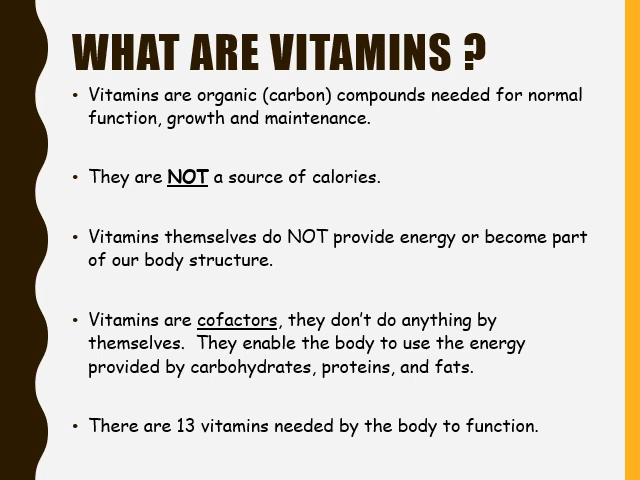 WHAT ARE VITAMINS ?
• Vitamins are organic (carbon) compounds needed for normal
function, growth and maintenance.
• They are NOT a source of calories.
• Vitamins themselves do NOT provide energy or become part
of our body structure.
• Vitamins are cofactors, they don't do anything by
themselves.  They enable the body to use the energy
provided by carbohydrates, proteins, and fats.
• There are 13 vitamins needed by the body to function.